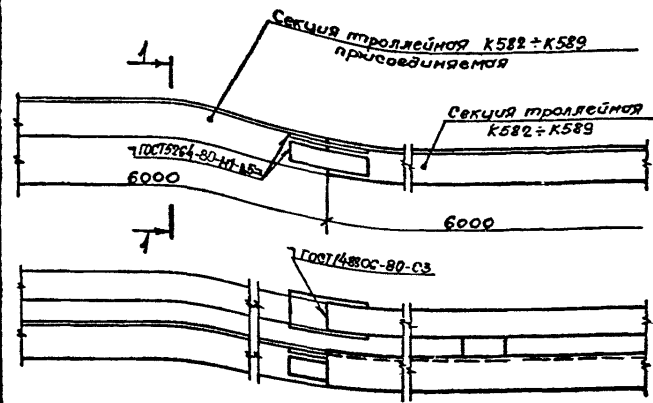 Секция троллейная К582÷К589
присоединяемая
1
Секция троллейная
К582÷К589
ГОСТ5264-80-Н1-⊿5
6000
1
6000
ГОСТ14806-80-С3